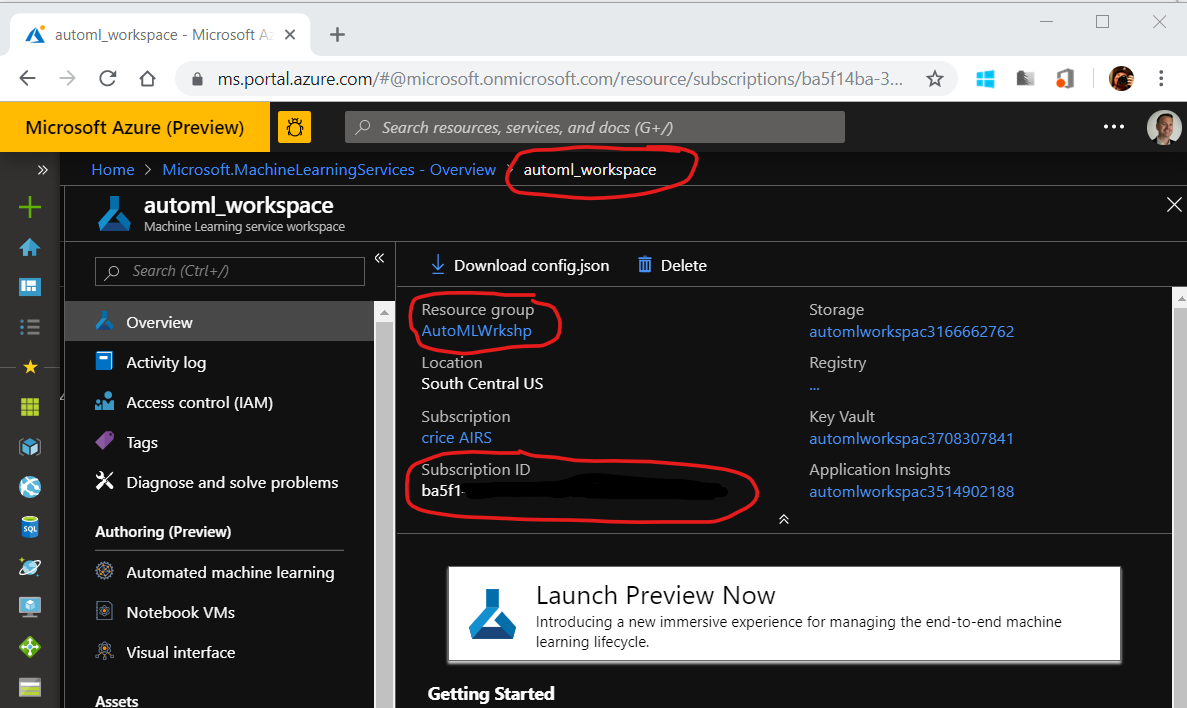 automl_workspace - Microsoft Az
ms.portal.azure.com/#@microsoft.onmicrosoft.com/resource/subscriptions/ba5f14ba-3...
Microsoft Azure (Preview)
Search resources, services, and docs (G+/)
Home > Microsoft.MachineLearningServices - Overview > automl_workspace
automl_workspace
Machine Learning service workspace
Search (Ctrl+/)
Overview
Activity log
Access control (IAM)
Tags
Diagnose and solve problems
Authoring (Preview)
Automated machine learning
Notebook VMs
Visual interface
Assets
Download config.json
Delete
Resource group
AutoMLWrkshp
Location
South Central US
Subscription
crice AIRS
Subscription ID
ba5f1-
Storage
automlworkspac3166662762
Registry
...
Key Vault
automlworkspac3708307841
Application Insights
automlworkspac3514902188
Launch Preview Now
Introducing a new immersive experience for managing the end-to-end machine
learning lifecycle.
Getting Started